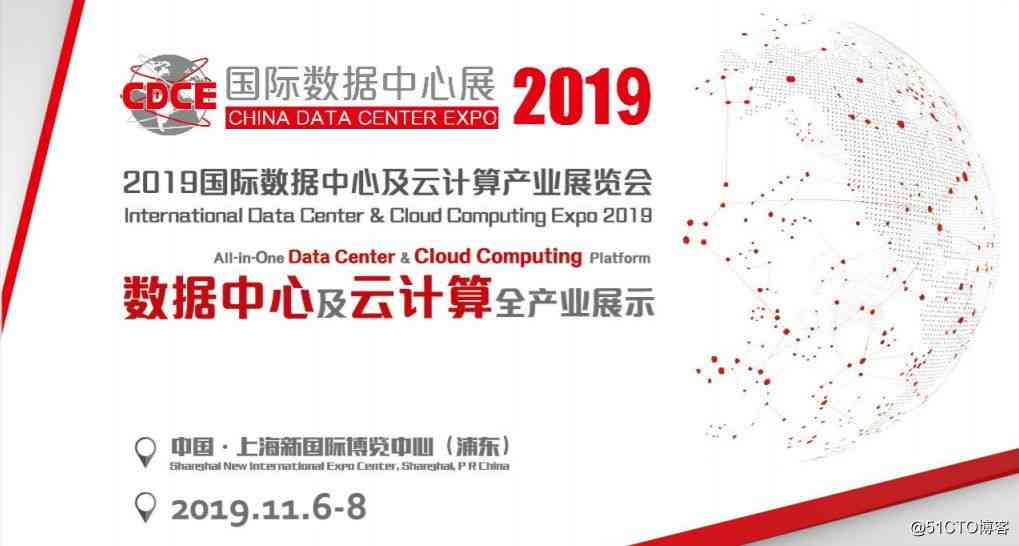 CDCE 国际数据中心展 2019
CHINA DATA CENTER EXPO
2019国际数据中心及云计算产业展览会
International Data Center & Cloud Computing Expo 2019
All-in-One Data Center & Cloud Computing Platform
数据中心及云计算全产业展示
中国·上海新国际博览中心（浦东）
Shanghai New International Expo Center, Shanghai, P R China
2019.11.6-8
@51CTO博客